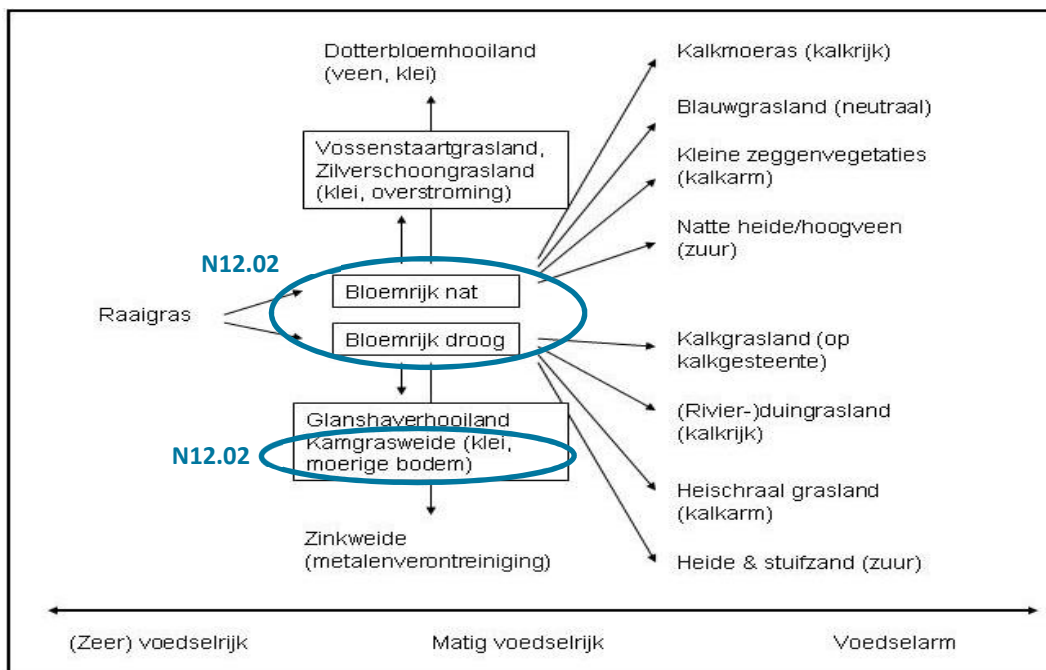 Dotterbloemhooiland
(veen, klei)
Vossenstaartgrasland,
Zilverschoongrasland
(klei, overstroming)
N12.02
Bloemrijk nat
Raaigras
Bloemrijk droog
Glanshaverhooiland
Kamgrasweide (klei,
moerige bodem)
N12.02
Zinkweide
(metalenverontreiniging)
Kalkmoeras (kalkrijk)
Blauwgrasland (neutraal)
Kleine zeggenvegetaties
(kalkarm)
Natte heide/hoogveen
(zuur)
Kalkgrasland (op
kalkgesteente)
(Rivier-)duingrasland
(kalkrijk)
Heischraal grasland
(kalkarm)
Heide & stuifzand (zuur)
(Zeer) voedselrijk
Matig voedselrijk
Voedselarm